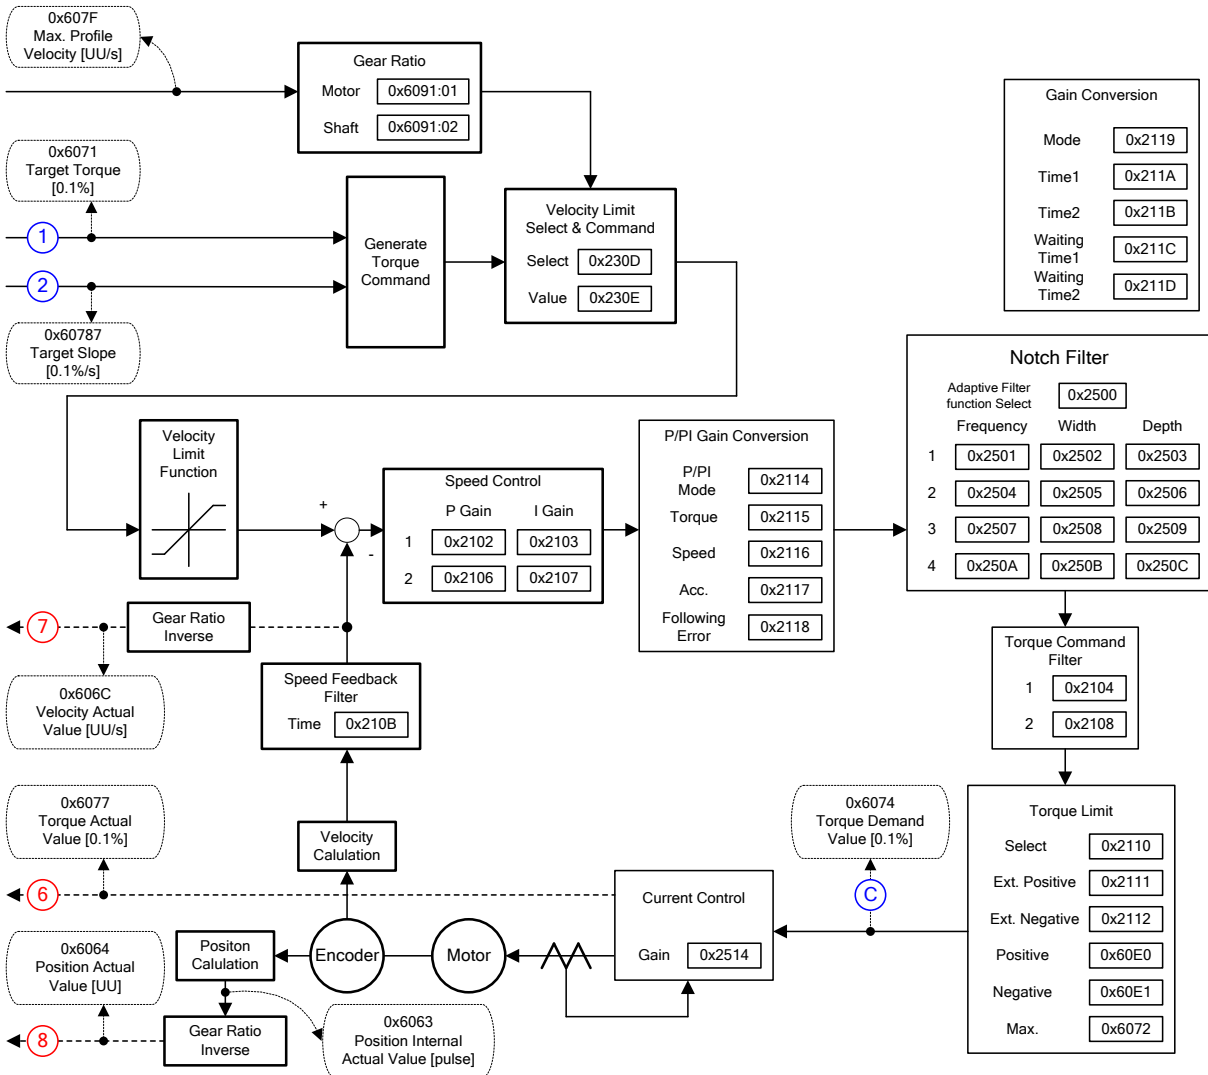 0x607F
Max. Profile
Velocity [UU/s]
Gear Ratio
Motor 0x6091:01
Shaft 0x6091:02
Gain Conversion
Mode 0x2119
Time1 0x211A
Time2 0x211B
Waiting
Time1
0x211C
Waiting
Time2
0x211D
0x6071
Target Torque
[0.1%]
1
2
0x60787
Target Slope
[0.1%/s]
Generate
Torque
Command
Velocity Limit
Select & Command
Select 0x230D
Value 0x230E
Notch Filter
Adaptive Filter
function Select
0x2500
Frequency Width Depth
1 0x2501 0x2502 0x2503
2 0x2504 0x2505 0x2506
3 0x2507 0x2508 0x2509
4 0x250A 0x250B 0x250C
Velocity
Limit
Function
+
-
Speed Control
P Gain I Gain
1 0x2102 0x2103
2 0x2106 0x2107
P/PI Gain Conversion
P/PI
Mode
0x2114
Torque 0x2115
Speed 0x2116
Acc. 0x2117
Following
Error
0x2118
7
Gear Ratio
Inverse
0x606C
Velocity Actual
Value [UU/s]
Speed Feedback
Filter
Time 0x210B
Torque Command
Filter
1 0x2104
2 0x2108
0x6077
Torque Actual
Value [0.1%]
Velocity
Calulation
0x6074
Torque Demand
Value [0.1%]
Torque Limit
Select 0x2110
Ext. Positive 0x2111
Ext. Negative 0x2112
Positive 0x60E0
Negative 0x60E1
Max. 0x6072
6
C
Current Control
Gain 0x2514
Motor
Encoder
Positon
Calulation
0x6064
Position Actual
Value [UU]
8
Gear Ratio
Inverse
0x6063
Position Internal
Actual Value [pulse]